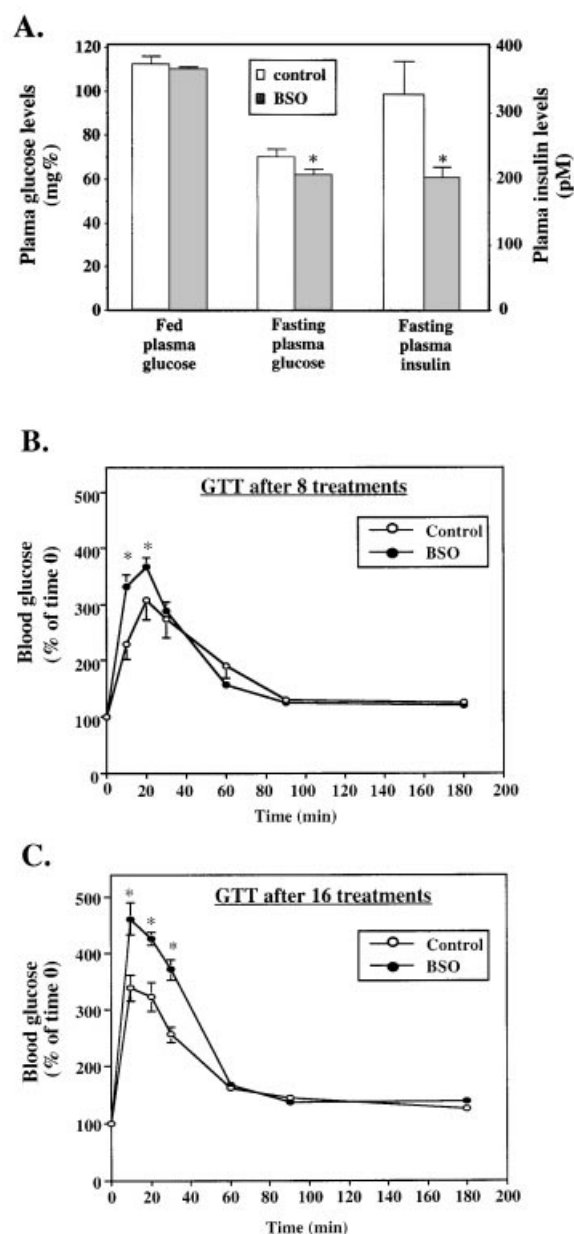 A.
Plama glucose levels
(mg%)
120
100
80
60
40
20
0
control
BSO
*
*
400
300
200
100
0
Plama insulin levels
(pM)
Fed
plasma
glucose
Fasting
plasma
glucose
Fasting
plasma
insulin
B.
GTT after 8 treatments
Blood glucose
(% of time 0)
500
400
300
200
100
0
* *
Control
BSO
0 20 40 60 80 100 120 140 160 180 200
Time (min)
C.
GTT after 16 treatments
Blood glucose
(% of time 0)
500
400
300
200
100
0
*
*
*
Control
BSO
0 20 40 60 80 100 120 140 160 180 200
Time (min)